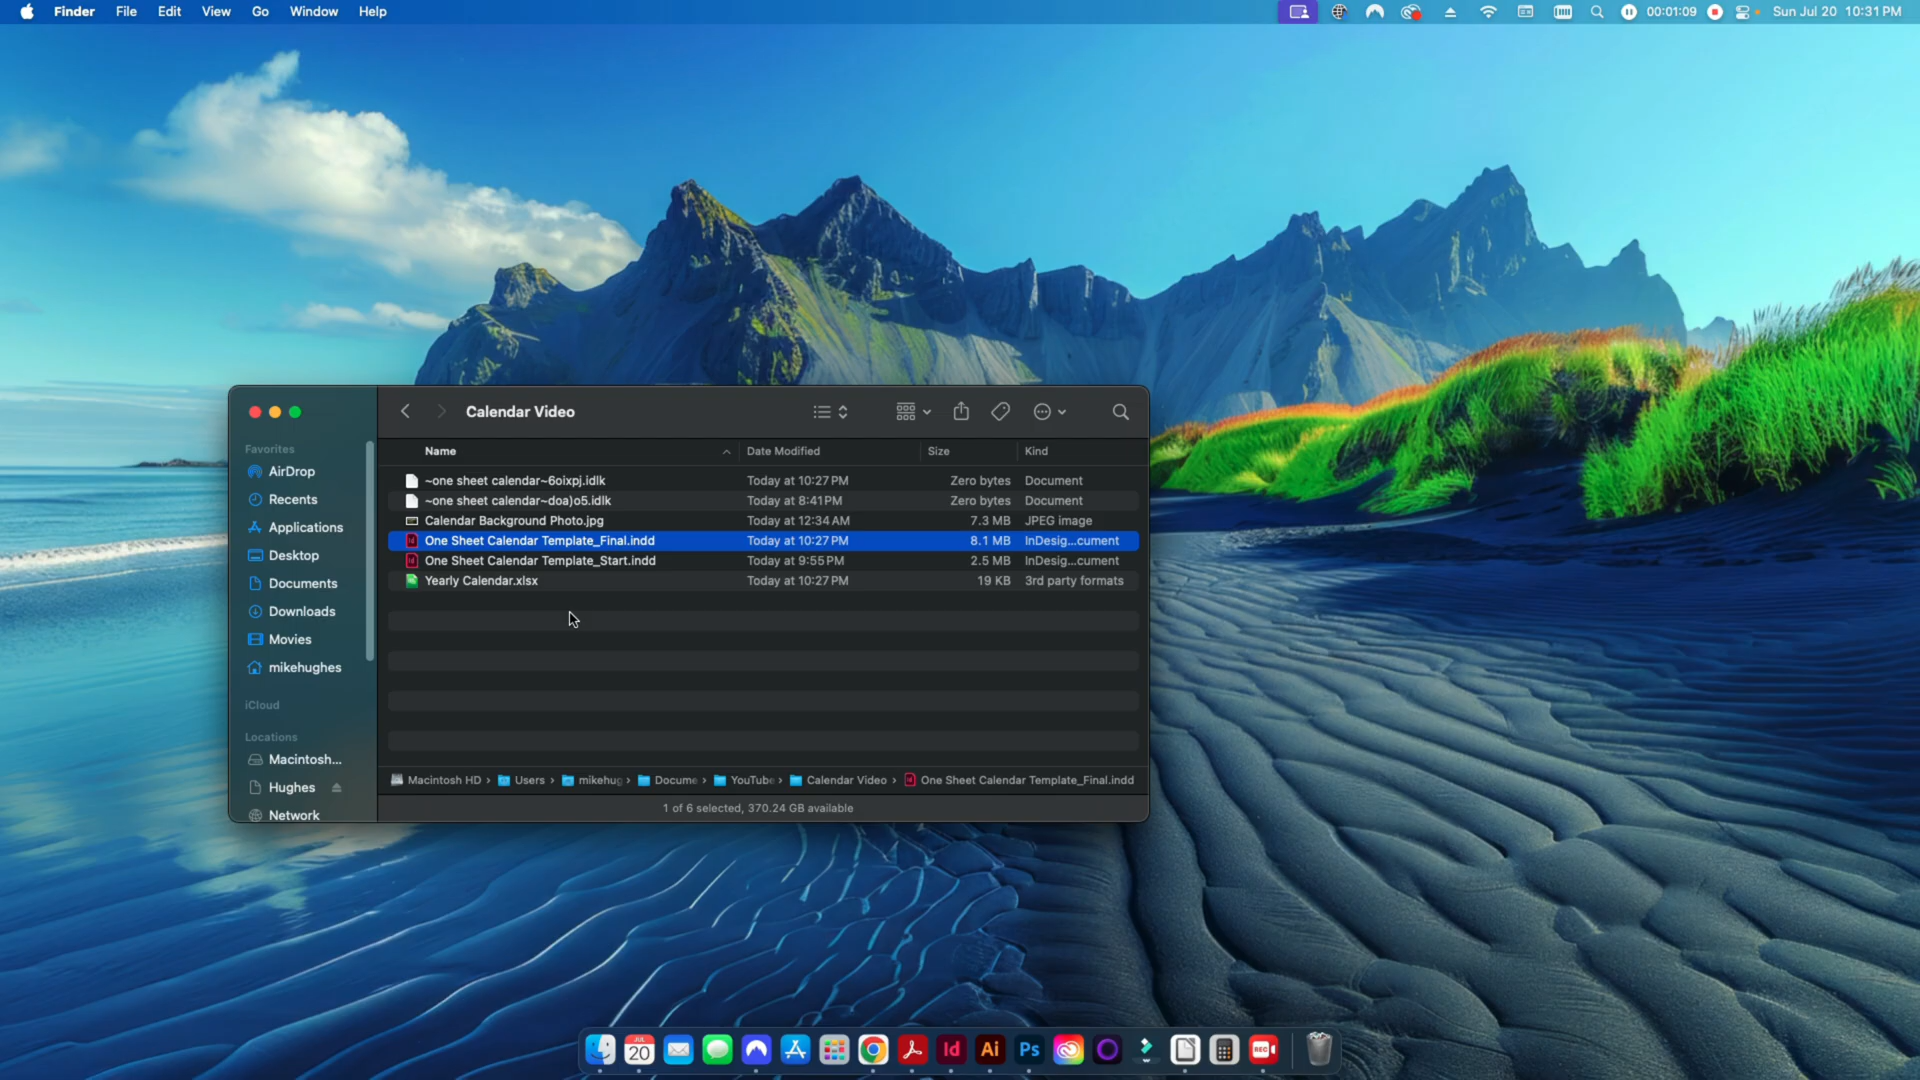 Finder File Edit View Go Window Help
00:01:09 Sun Jul 20 10:31 PM
Calendar Video
Favorites
AirDrop
Recents
Applications
Desktop
Documents
Downloads
Movies
mikehughes
iCloud
Locations
Macintosh...
Hughes
Network
Name Date Modified Size Kind
~one sheet calendar~6oixpj.idlk Today at 10:27 PM Zero bytes Document
~one sheet calendar~doa)o5.idlk Today at 8:41 PM Zero bytes Document
Calendar Background Photo.jpg Today at 12:34 AM 7.3 MB JPEG image
One Sheet Calendar Template_Final.indd Today at 10:27 PM 8.1 MB InDesig...cument
One Sheet Calendar Template_Start.indd Today at 9:55 PM 2.5 MB InDesig...cument
Yearly Calendar.xlsx Today at 10:27 PM 19 KB 3rd party formats
Macintosh HD › Users › mikehug › Docume › YouTube › Calendar Video › One Sheet Calendar Template_Final.indd
1 of 6 selected, 370.24 GB available
JUL
20
Id Ai Ps REC